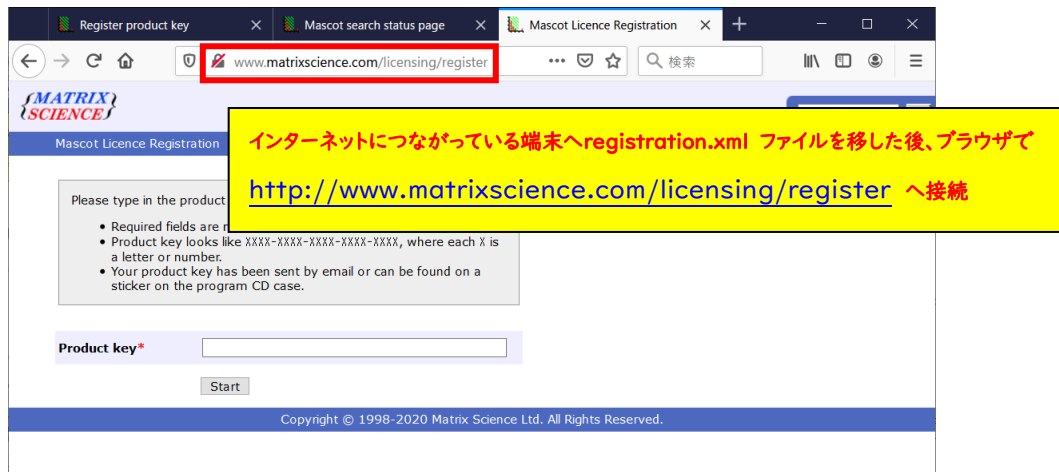 Register product key
Mascot search status page
Mascot Licence Registration
www.matrixscience.com/licensing/register
検索
{MATRIX}
{SCIENCE}
Mascot Licence Registration
インターネットにつながっている端末へregistration.xml ファイルを移した後、ブラウザで
http://www.matrixscience.com/licensing/register へ接続
Please type in the product
• Required fields are
• Product key looks like XXXX-XXXX-XXXX-XXXX-XXXX, where each X is
a letter or number.
• Your product key has been sent by email or can be found on a
sticker on the program CD case.
Product key*
Start
Copyright © 1998-2020 Matrix Science Ltd. All Rights Reserved.